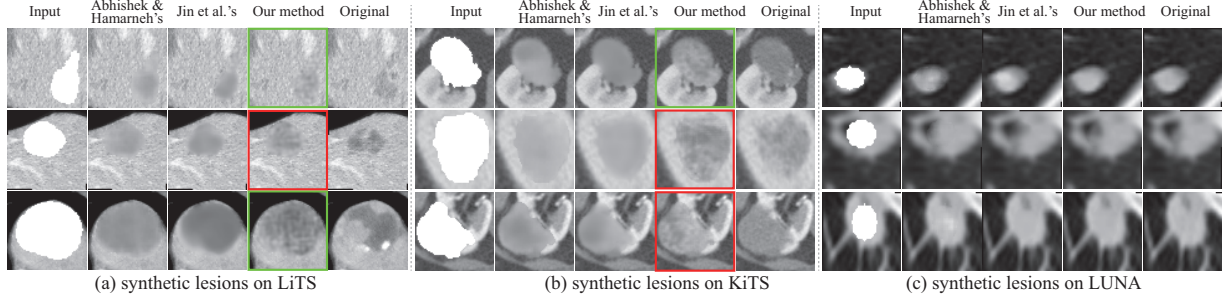 Input Abhishek & Hamarneh's Jin et al.'s Our method Original
Input Abhishek & Hamarneh's Jin et al.'s Our method Original
Input Abhishek & Hamarneh's Jin et al.'s Our method Original
(a) synthetic lesions on LiTS
(b) synthetic lesions on KiTS
(c) synthetic lesions on LUNA